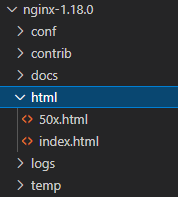 nginx-1.18.0
conf
contrib
docs
html
50x.html
index.html
logs
temp